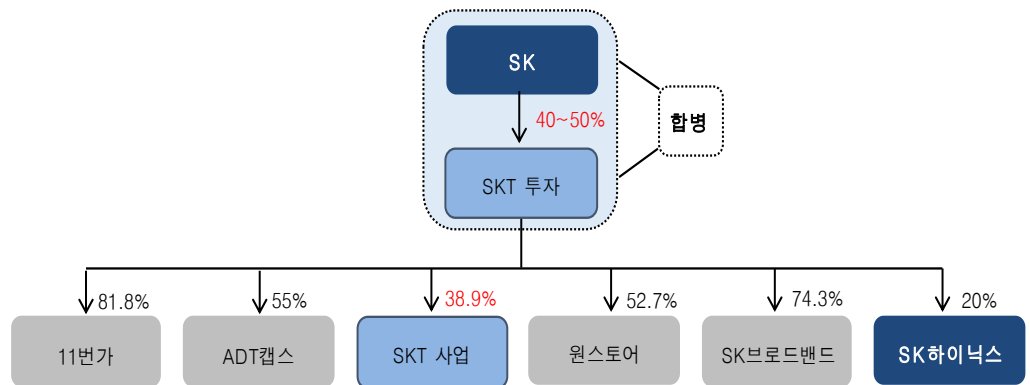 SK
40~50%
합병
SKT 투자
81.8%
55%
38.9%
52.7%
74.3%
20%
11번가
ADT캡스
SKT 사업
원스토어
SK브로드밴드
SK하이닉스